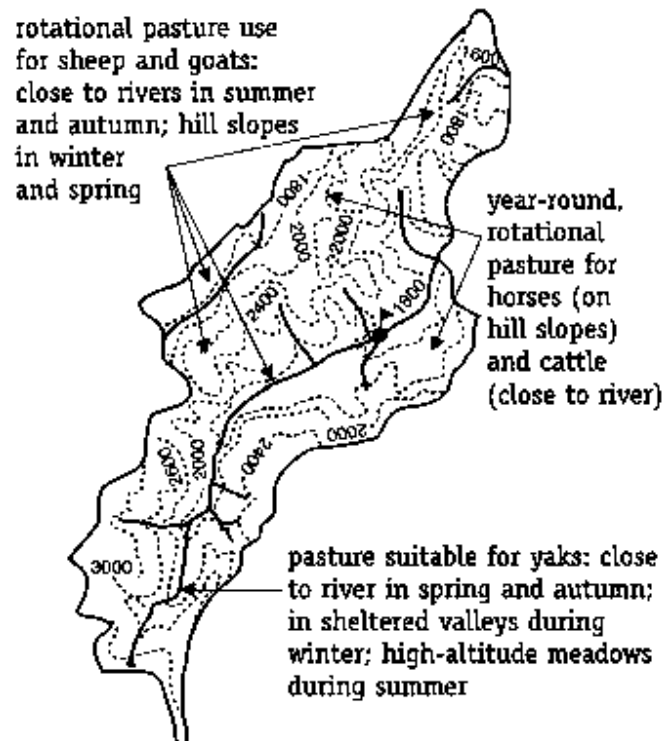 rotational pasture use
for sheep and goats:
close to rivers in summer
and autumn; hill slopes
in winter
and spring
1600
1800
1800
2000
2000
2400
1800
year-round,
rotational
pasture for
horses (on
hill slopes)
and cattle
(close to river)
2000
2400
2600
2000
3000
pasture suitable for yaks: close
to river in spring and autumn;
in sheltered valleys during
winter; high-altitude meadows
during summer